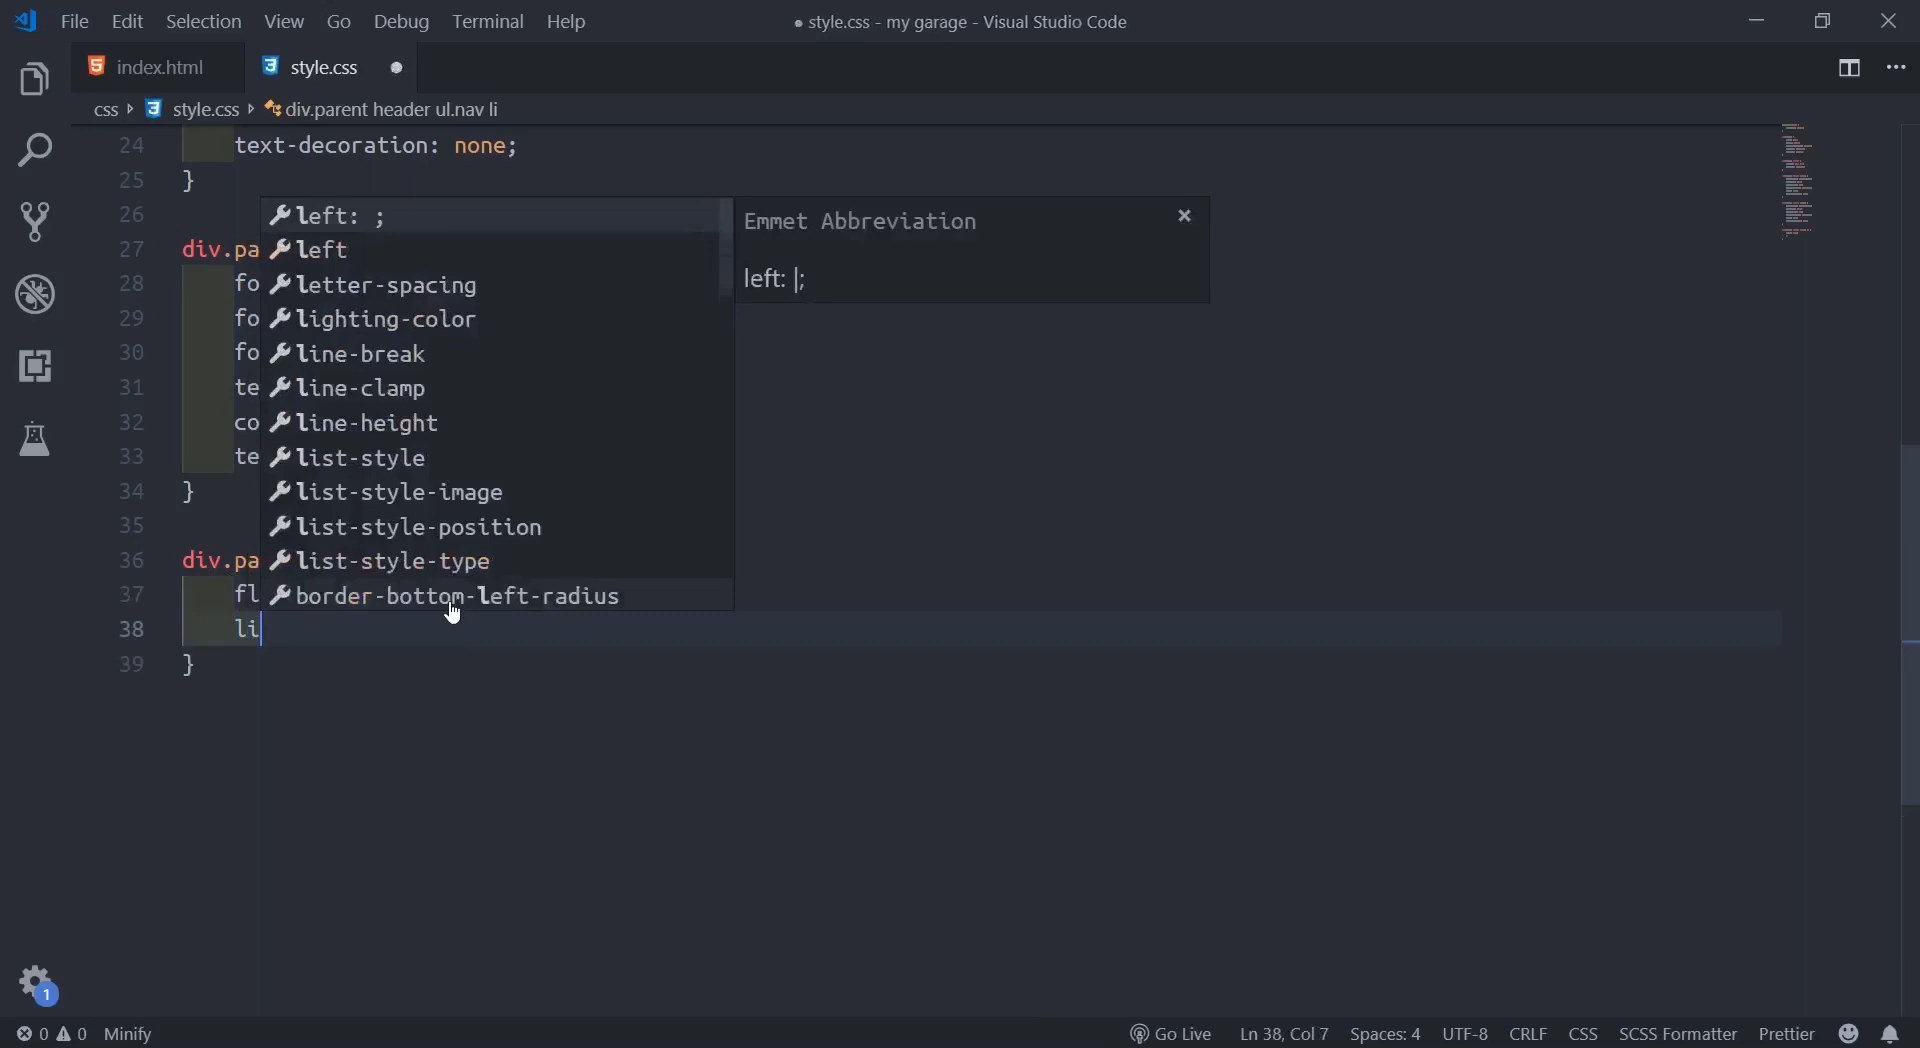 File Edit Selection View Go Debug Terminal Help
● style.css - my garage - Visual Studio Code
index.html
style.css ●
css style.css div.parent header ul.nav li
24 text-decoration: none;
25 }
26
27 div.pa
28 fo
29 fo
30 fo
31 te
32 co
33 te
34 }
35
36 div.pa
37 fl
38 li
39 }
left: ;
left
letter-spacing
lighting-color
line-break
line-clamp
line-height
list-style
list-style-image
list-style-position
list-style-type
border-bottom-left-radius
Emmet Abbreviation
left: |;
1
0 0 Minify
Go Live Ln 38, Col 7 Spaces: 4 UTF-8 CRLF CSS SCSS Formatter Prettier